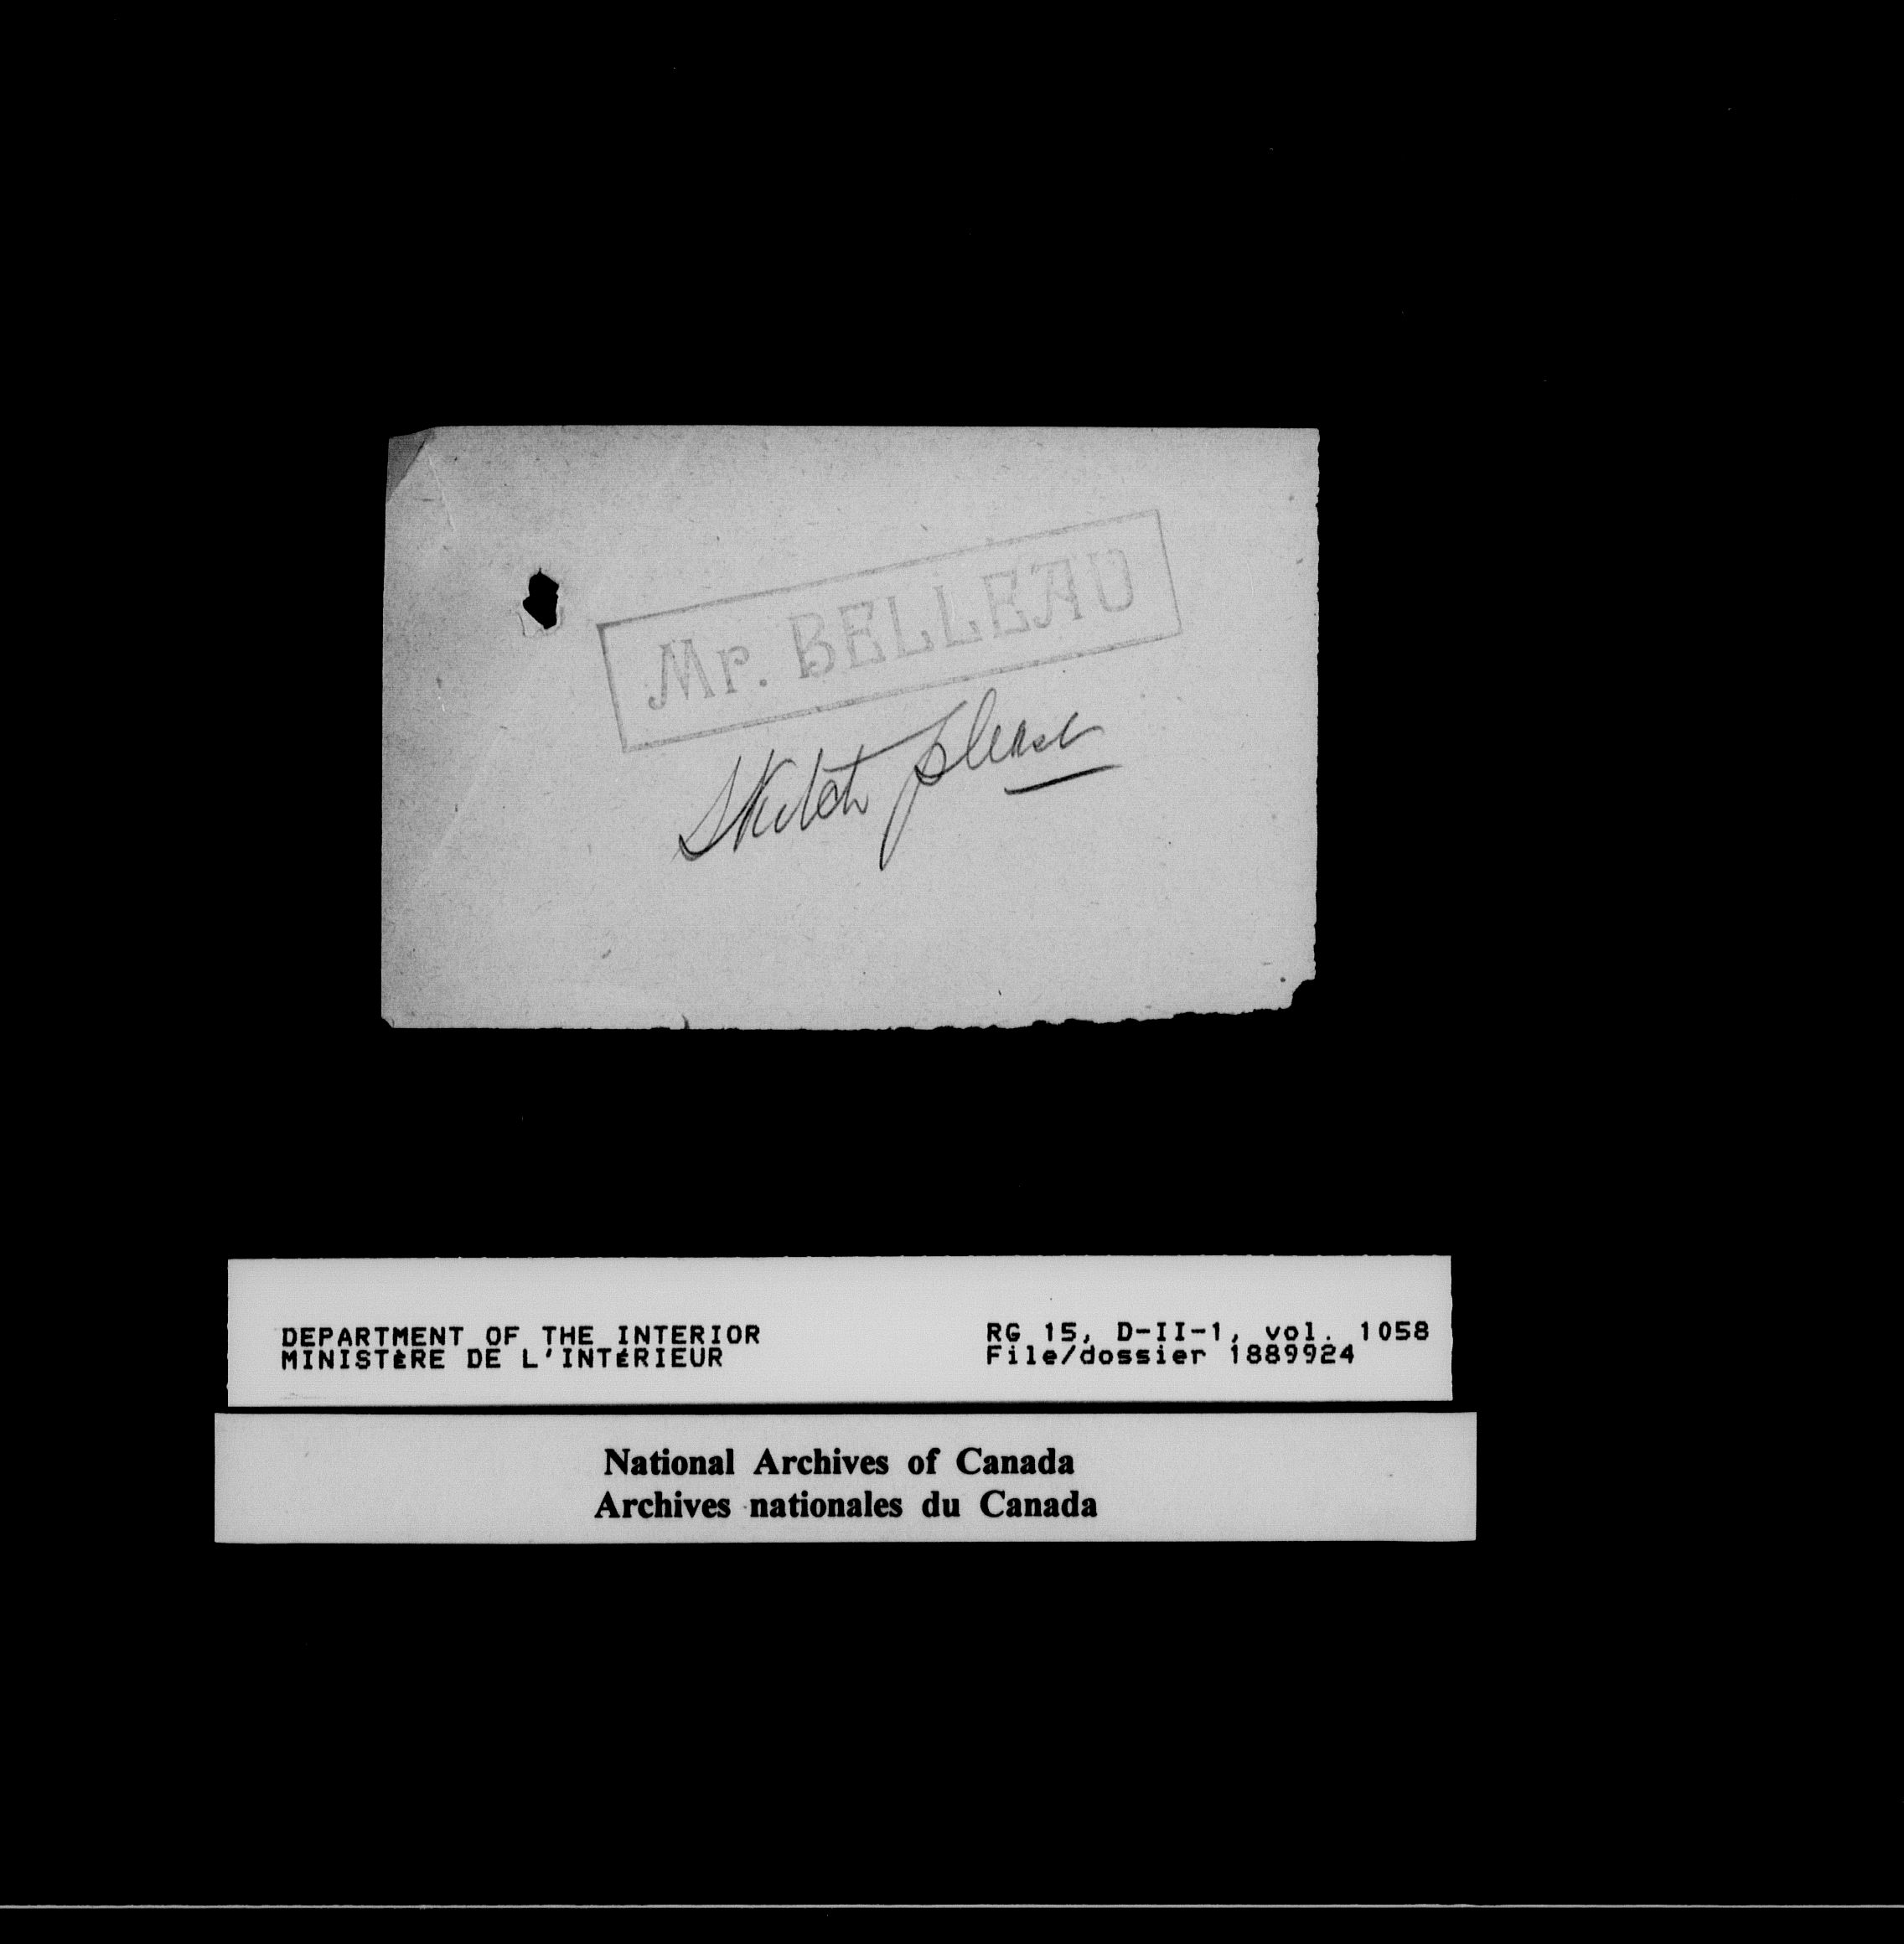 Mr. BELLEAU
Sketch please
DEPARTMENT OF THE INTERIOR
MINISTÈRE DE L'INTÉRIEUR
RG 15, D-II-1, vol. 1058
File/dossier 1889924
National Archives of Canada
Archives nationales du Canada